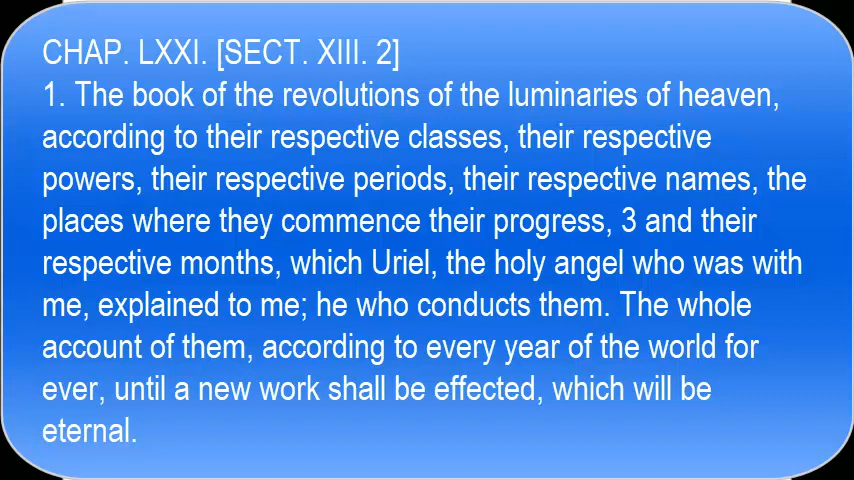 CHAP. LXXI. [SECT. XIII. 2]
1. The book of the revolutions of the luminaries of heaven,
according to their respective classes, their respective
powers, their respective periods, their respective names, the
places where they commence their progress, 3 and their
respective months, which Uriel, the holy angel who was with
me, explained to me; he who conducts them. The whole
account of them, according to every year of the world for
ever, until a new work shall be effected, which will be
eternal.